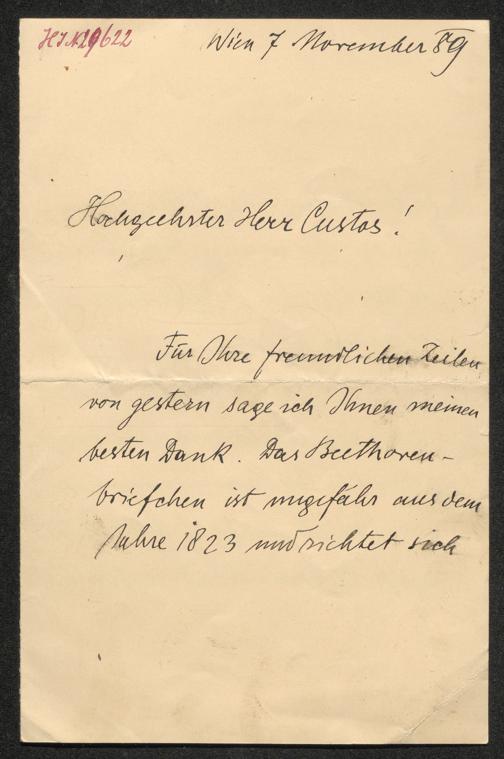 Wien 7 November 89
Hochgeehrter Herr Custos!
Für Ihre freundlichen Zeilen
von gestern sage ich Ihnen meinen
besten Dank. Das Beethoven-
briefchen ist ungefähr aus dem
Jahre 1823 und richtet sich